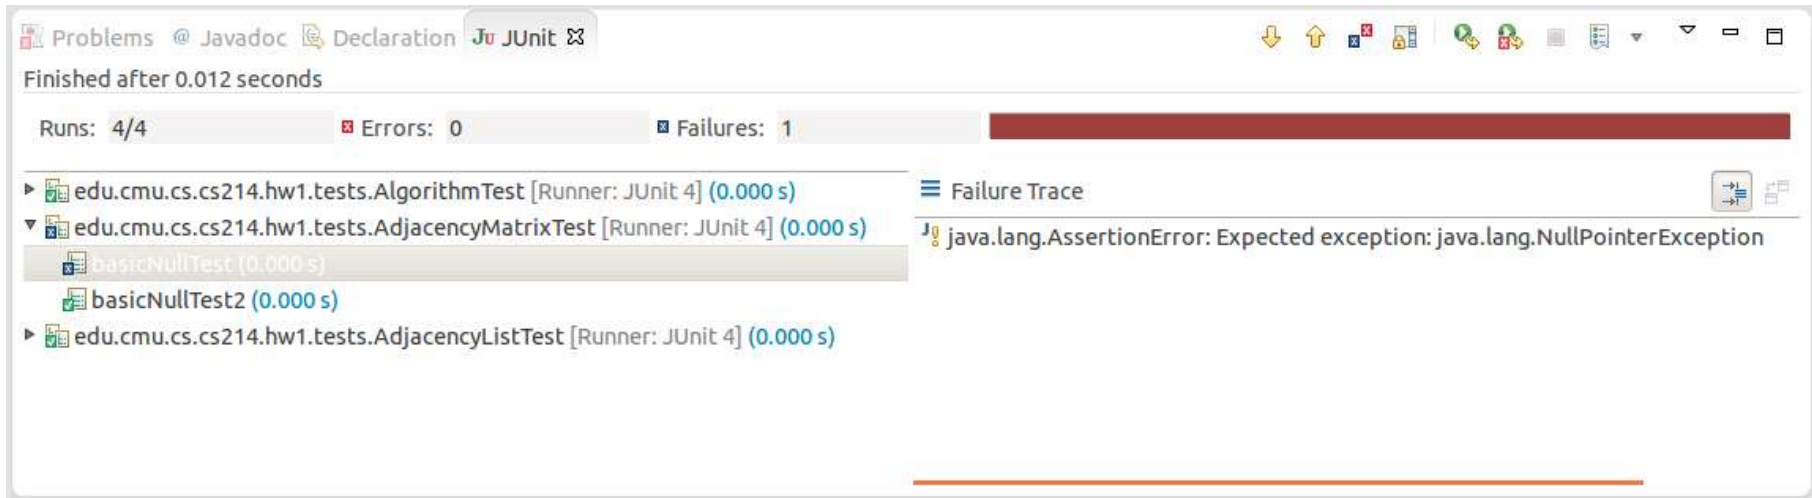 Problems @ Javadoc Declaration JU JUnit
Finished after 0.012 seconds
Runs: 4/4 Errors: 0 Failures: 1
edu.cmu.cs.cs214.hw1.tests.AlgorithmTest [Runner: JUnit 4] (0.000 s)
Failure Trace
edu.cmu.cs.cs214.hw1.tests.AdjacencyMatrixTest [Runner: JUnit 4] (0.000 s)
java.lang.AssertionError: Expected exception: java.lang.NullPointerException
basicNullTest (0.000 s)
basicNullTest2 (0.000 s)
edu.cmu.cs.cs214.hw1.tests.AdjacencyListTest [Runner: JUnit 4] (0.000 s)